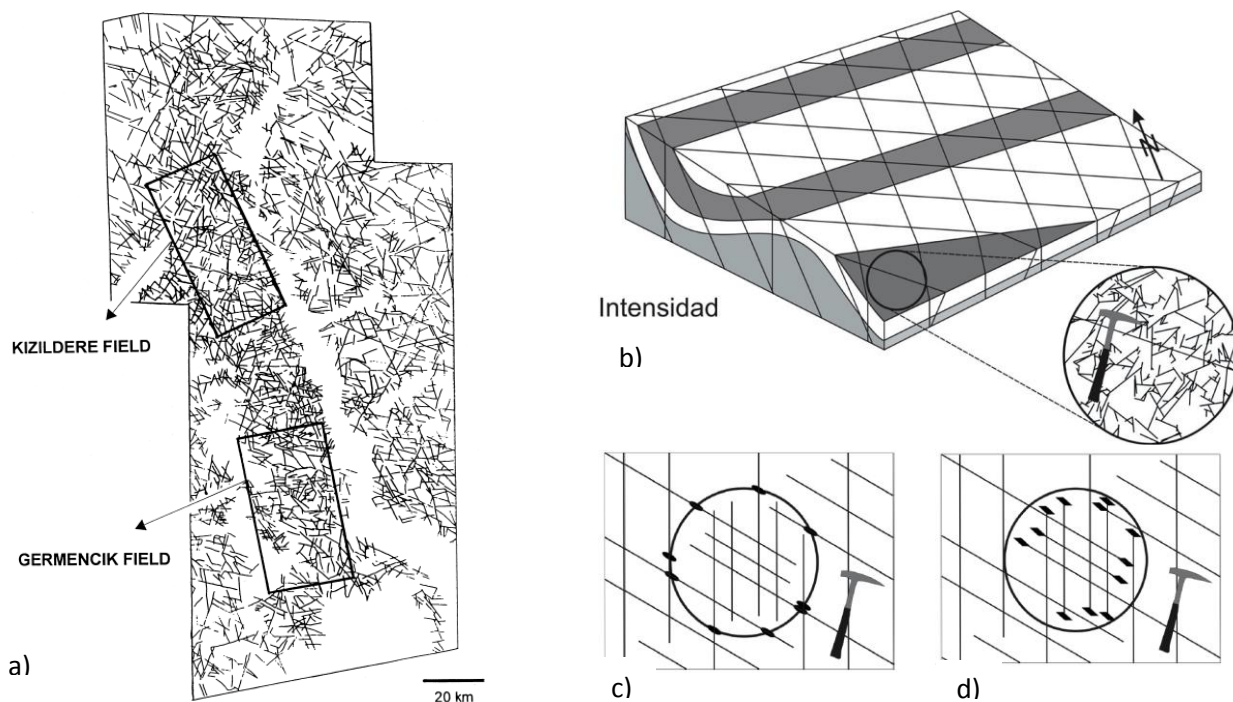 KIZILDERE FIELD
GERMENCIK FIELD
a)
20 km
N
Intensidad
b)
c)
d)